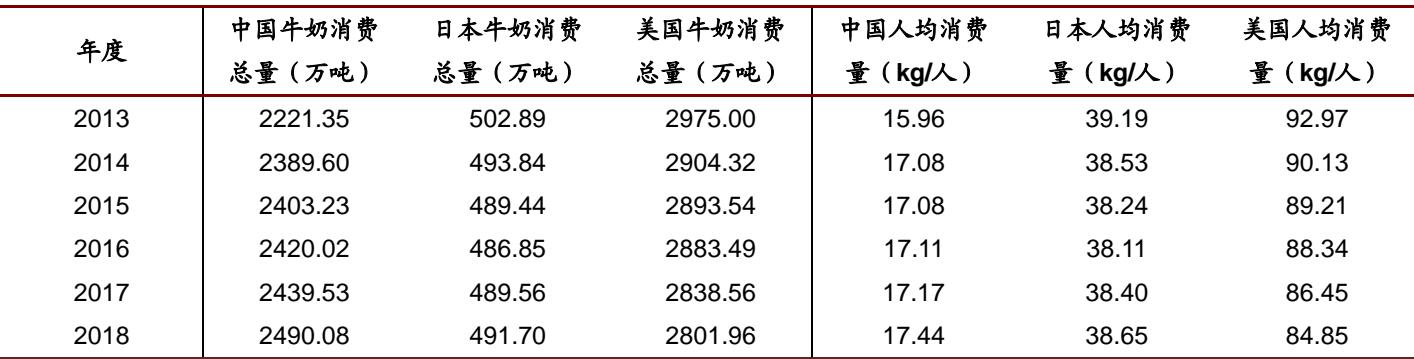 年度 中国牛奶消费总量（万吨） 日本牛奶消费总量（万吨） 美国牛奶消费总量（万吨） 中国人均消费量（kg/人） 日本人均消费量（kg/人） 美国人均消费量（kg/人）
2013 2221.35 502.89 2975.00 15.96 39.19 92.97
2014 2389.60 493.84 2904.32 17.08 38.53 90.13
2015 2403.23 489.44 2893.54 17.08 38.24 89.21
2016 2420.02 486.85 2883.49 17.11 38.11 88.34
2017 2439.53 489.56 2838.56 17.17 38.40 86.45
2018 2490.08 491.70 2801.96 17.44 38.65 84.85